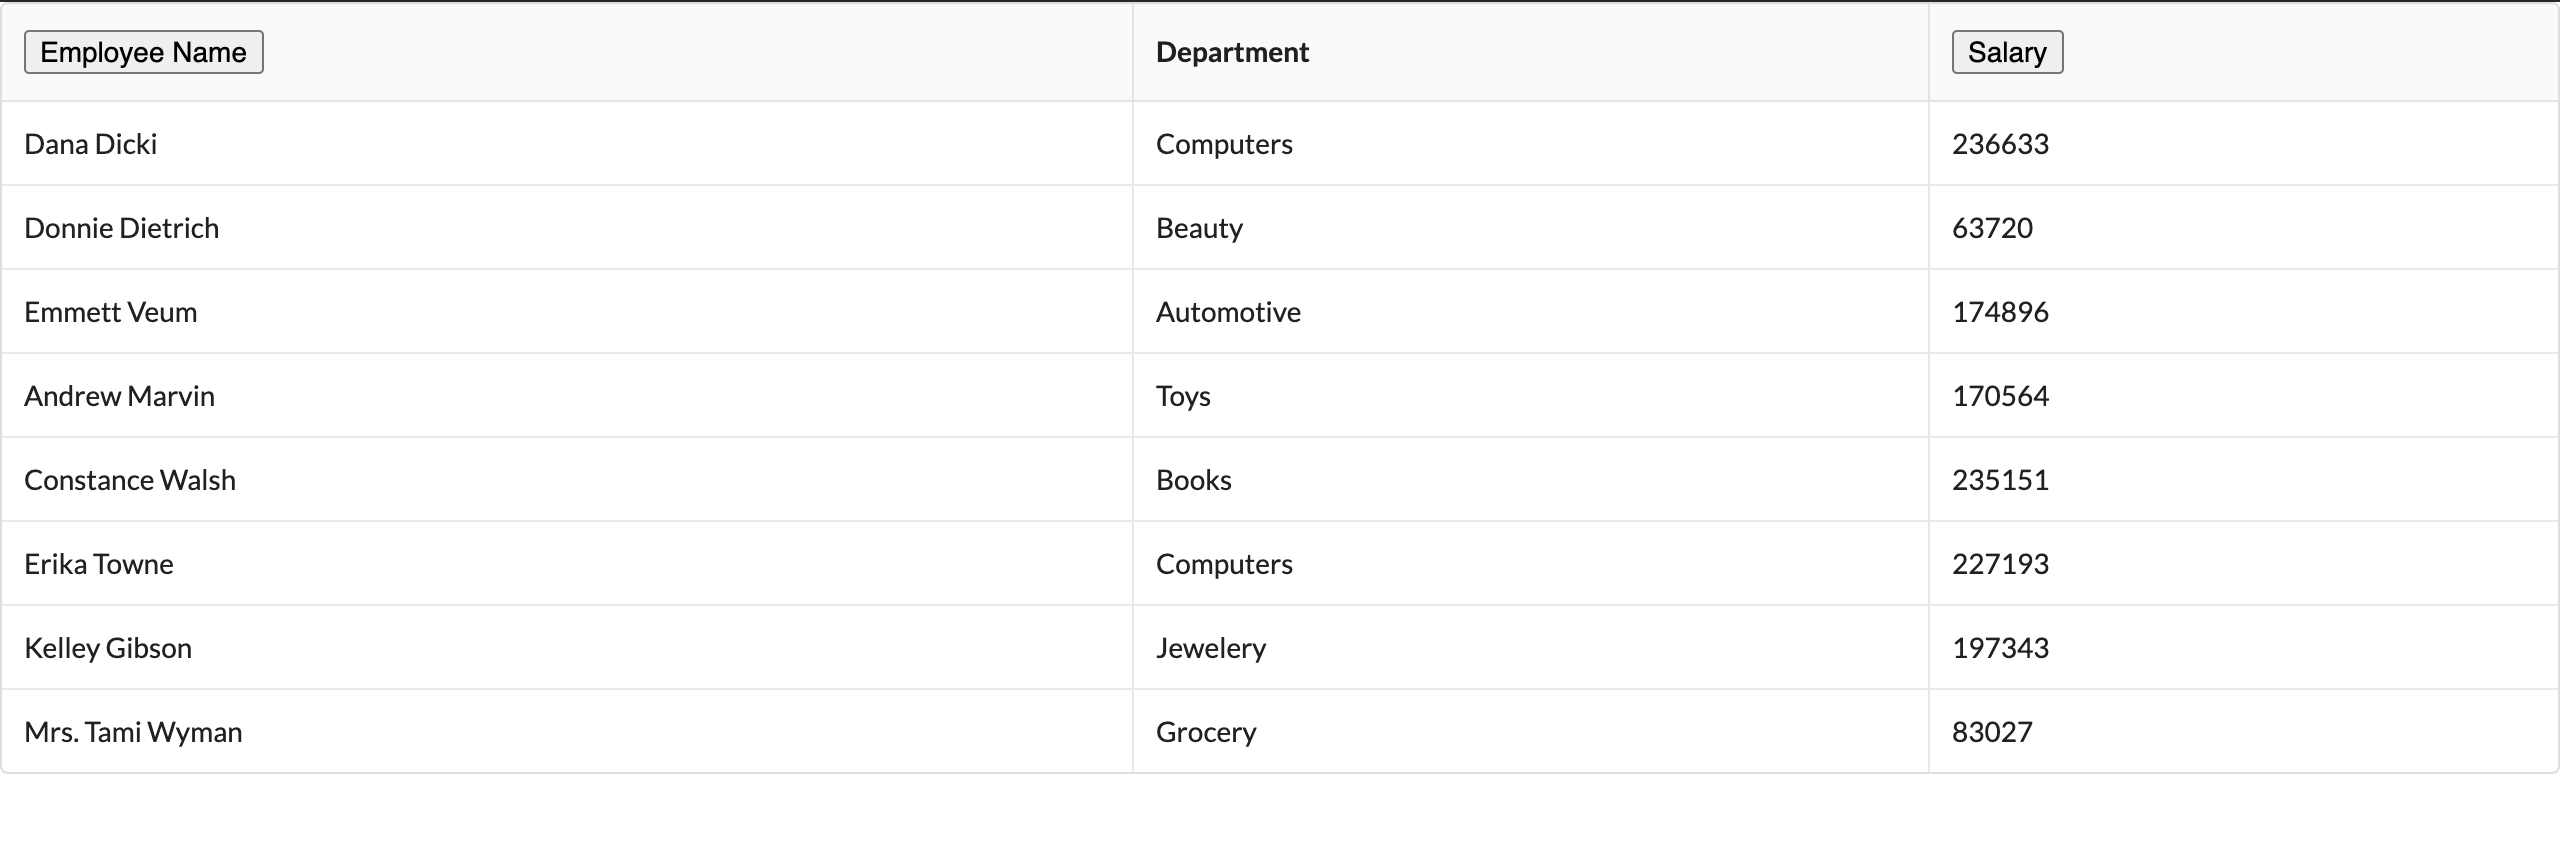 Employee Name Department Salary
Dana Dicki Computers 236633
Donnie Dietrich Beauty 63720
Emmett Veum Automotive 174896
Andrew Marvin Toys 170564
Constance Walsh Books 235151
Erika Towne Computers 227193
Kelley Gibson Jewelery 197343
Mrs. Tami Wyman Grocery 83027